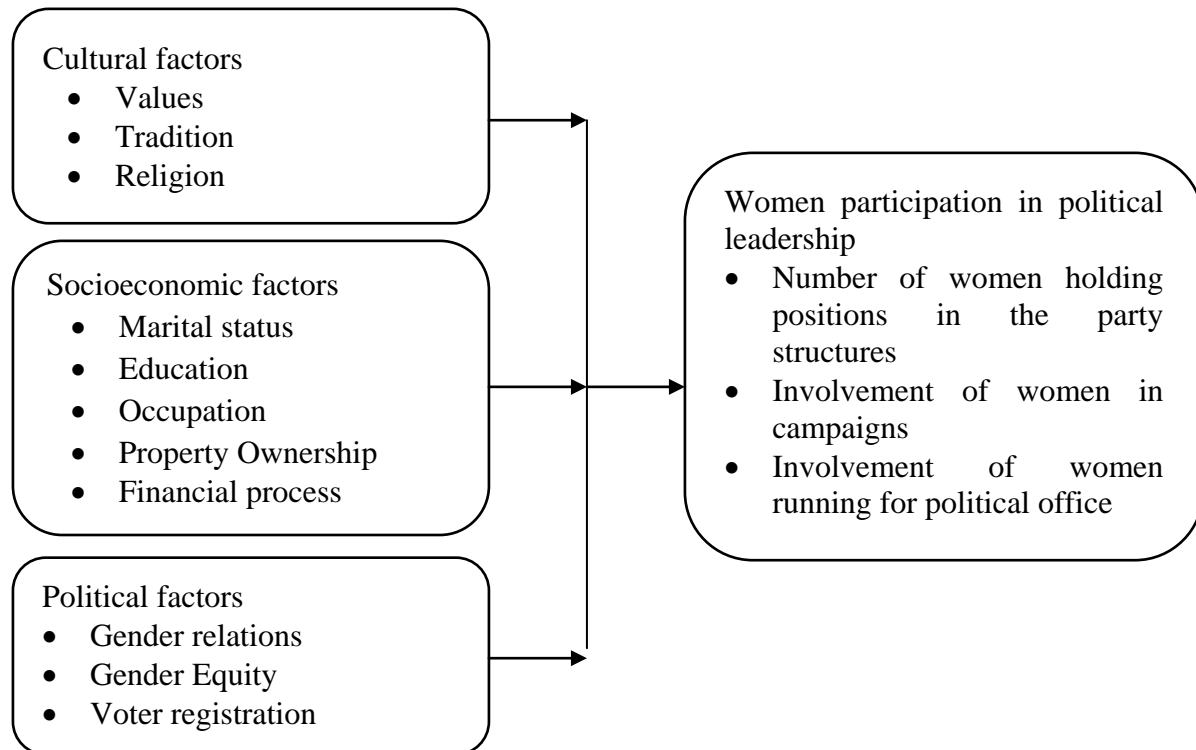 Cultural factors
• Values
• Tradition
• Religion
Socioeconomic factors
• Marital status
• Education
• Occupation
• Property Ownership
• Financial process
Political factors
• Gender relations
• Gender Equity
• Voter registration
Women participation in political
leadership
• Number of women holding
positions in the party
structures
• Involvement of women in
campaigns
• Involvement of women
running for political office